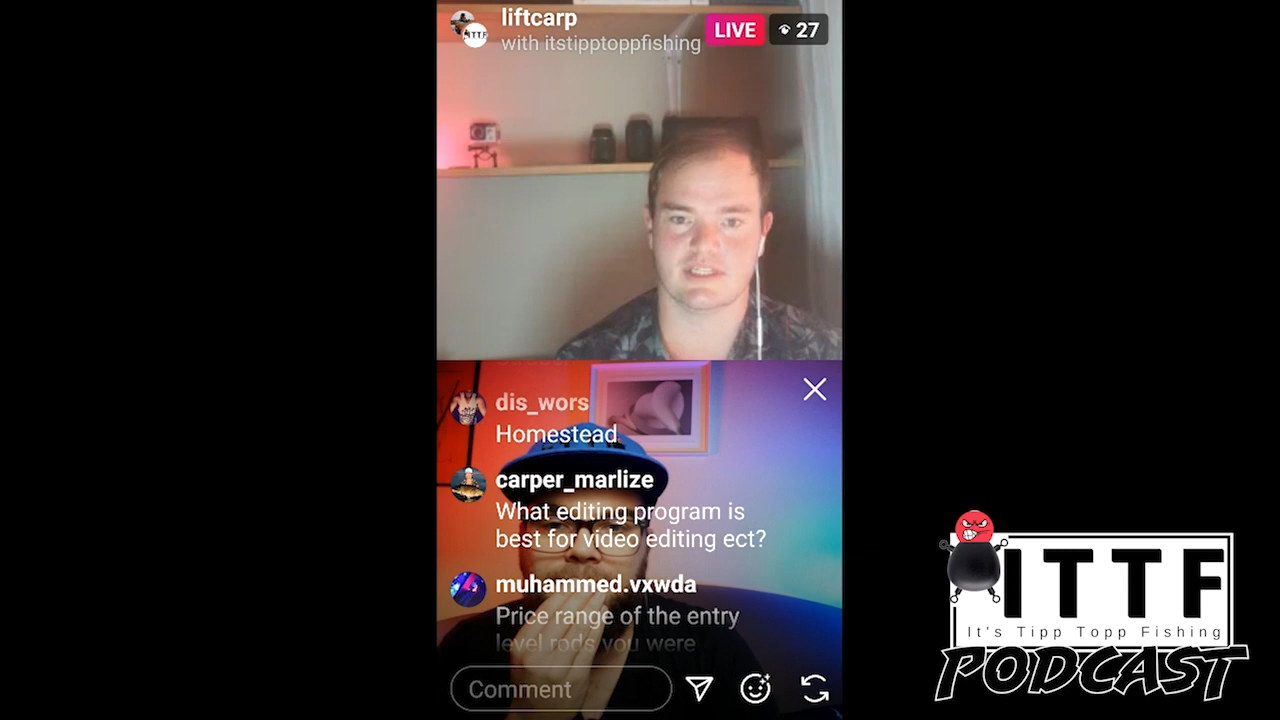 liftcarp
with itstipptoppfishing
LIVE
27
dis_wors
Homestead
carper_marlize
What editing program is
best for video editing ect?
muhammed.vxwda
Price range of the entry
level rods you were
Comment
ITTF
It's Tipp Topp Fishing
PODCAST